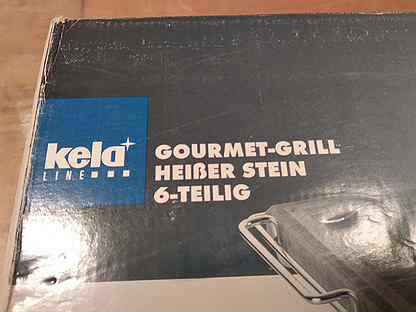 kela
LINE
GOURMET-GRILL
HEIßER STEIN
6-TEILIG